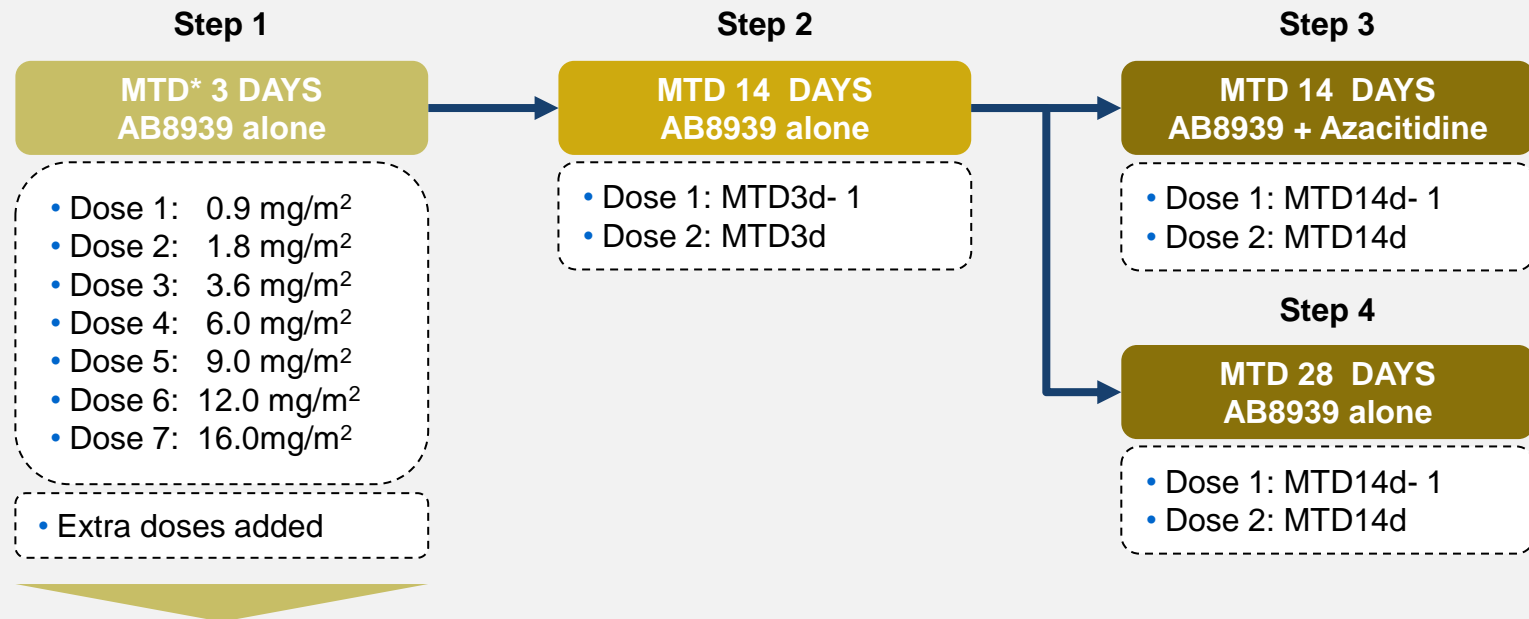 Step 1
MTD* 3 DAYS
AB8939 alone
• Dose 1: 0.9 mg/m²
• Dose 2: 1.8 mg/m²
• Dose 3: 3.6 mg/m²
• Dose 4: 6.0 mg/m²
• Dose 5: 9.0 mg/m²
• Dose 6: 12.0 mg/m²
• Dose 7: 16.0mg/m²
• Extra doses added
Step 2
MTD 14 DAYS
AB8939 alone
• Dose 1: MTD3d- 1
• Dose 2: MTD3d
Step 3
MTD 14 DAYS
AB8939 + Azacitidine
• Dose 1: MTD14d- 1
• Dose 2: MTD14d
Step 4
MTD 28 DAYS
AB8939 alone
• Dose 1: MTD14d- 1
• Dose 2: MTD14d